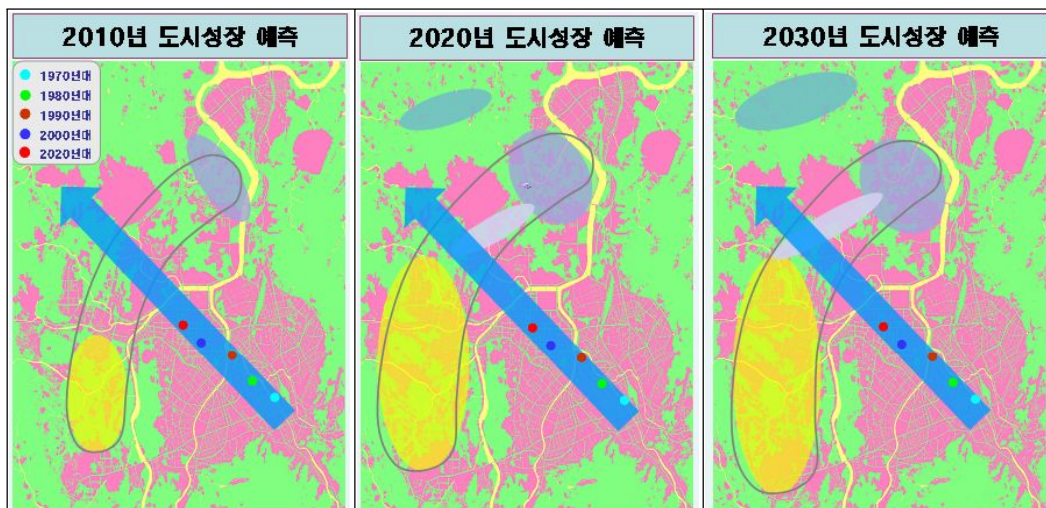 2010년 도시성장 예측
2020년 도시성장 예측
2030년 도시성장 예측
1970년대
1980년대
1990년대
2000년대
2020년대